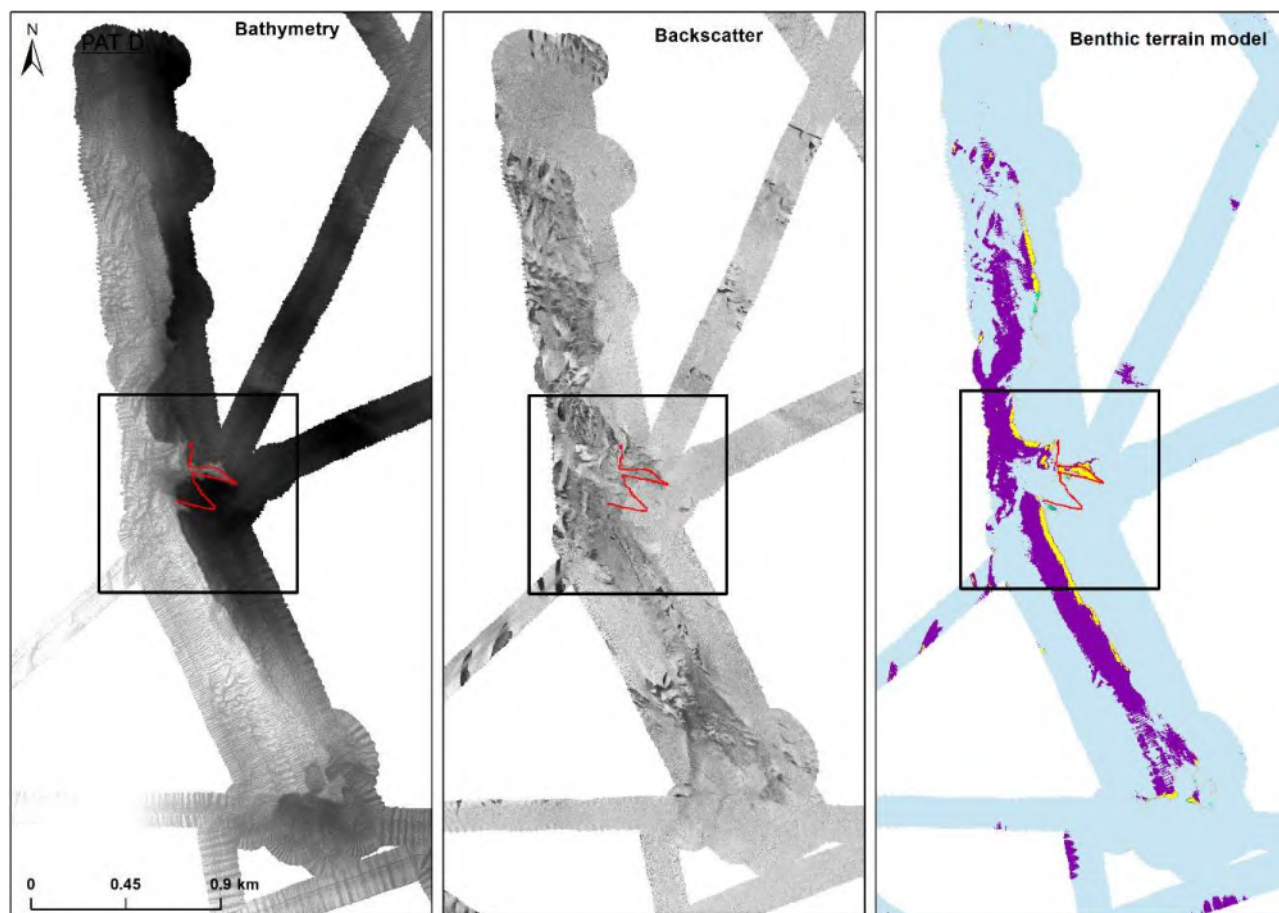 N
PAT D
Bathymetry
Backscatter
Benthic terrain model
0 0.45 0.9 km